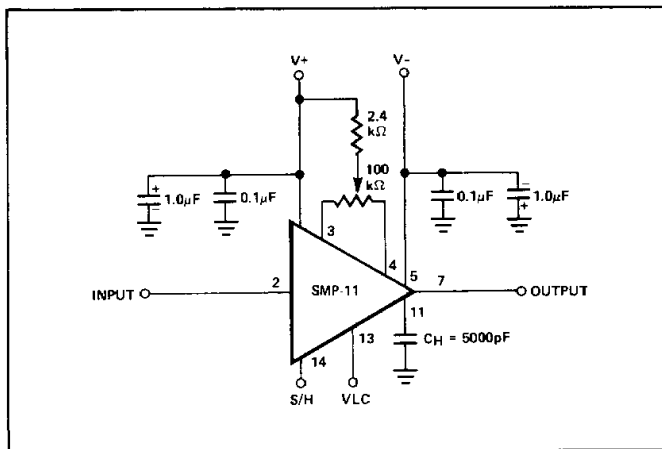 V+
V-
2.4
kΩ
100
kΩ
+
1.0μF
-
0.1μF
0.1μF
-
1.0μF
+
3
4
5
SMP-11
INPUT
2
7
OUTPUT
11
CH = 5000pF
13
14
S/H
VLC